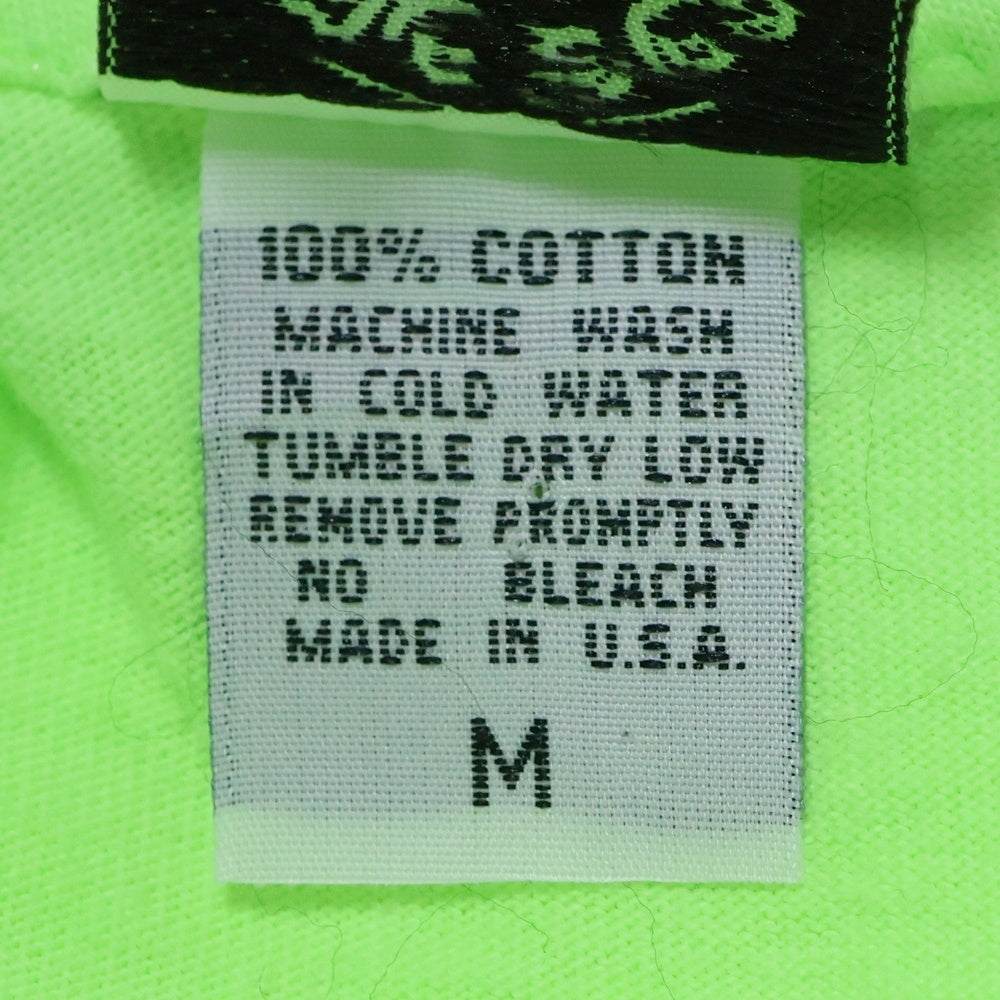 100% COTTON
MACHINE WASH
IN COLD WATER
TUMBLE DRY LOW
REMOVE PROMPTLY
NO BLEACH
MADE IN U.S.A.
M